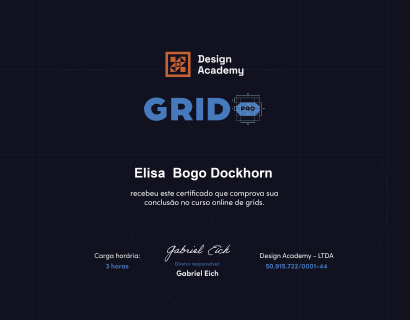 Design
Academy
GRID PRO
Elisa Bogo Dockhorn
recebeu este certificado que comprova sua
conclusão no curso online de grids.
Carga horária:
3 horas
Gabriel Eich
Diretor responsável:
Gabriel Eich
Design Academy - LTDA
50.915.722/0001-44